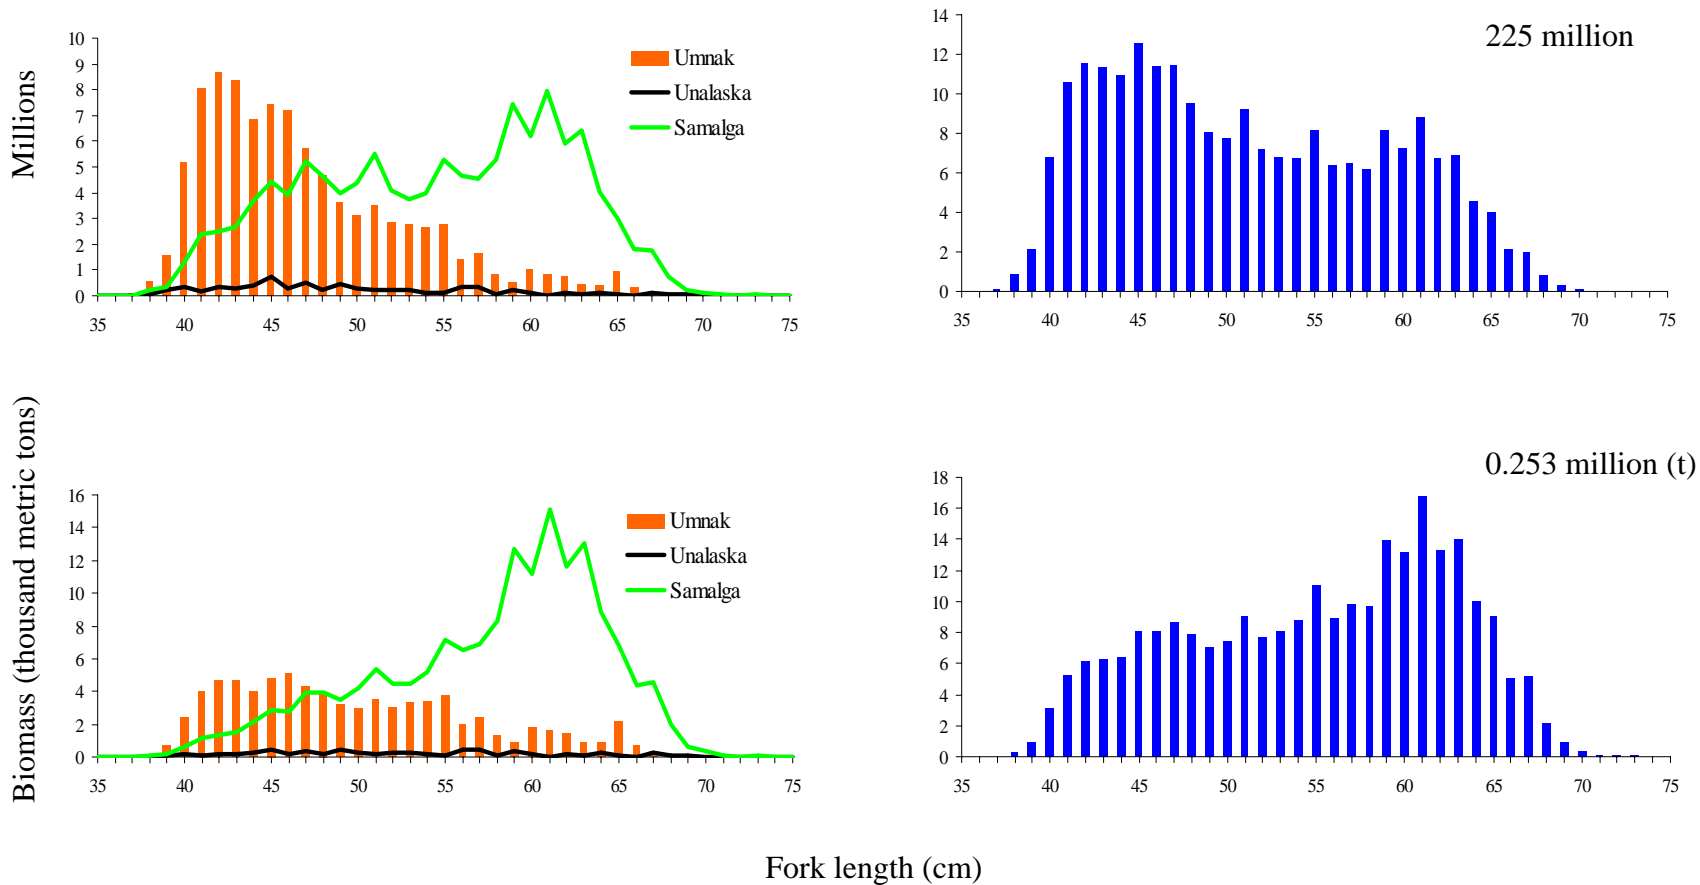 Millions
10
9
8
7
6
5
4
3
2
1
0
35 40 45 50 55 60 65 70 75
Umnak
Unalaska
Samalga
14
12
10
8
6
4
2
0
35 40 45 50 55 60 65 70 75
225 million
Biomass (thousand metric tons)
16
14
12
10
8
6
4
2
0
35 40 45 50 55 60 65 70 75
Umnak
Unalaska
Samalga
18
16
14
12
10
8
6
4
2
0
35 40 45 50 55 60 65 70 75
0.253 million (t)
Fork length (cm)